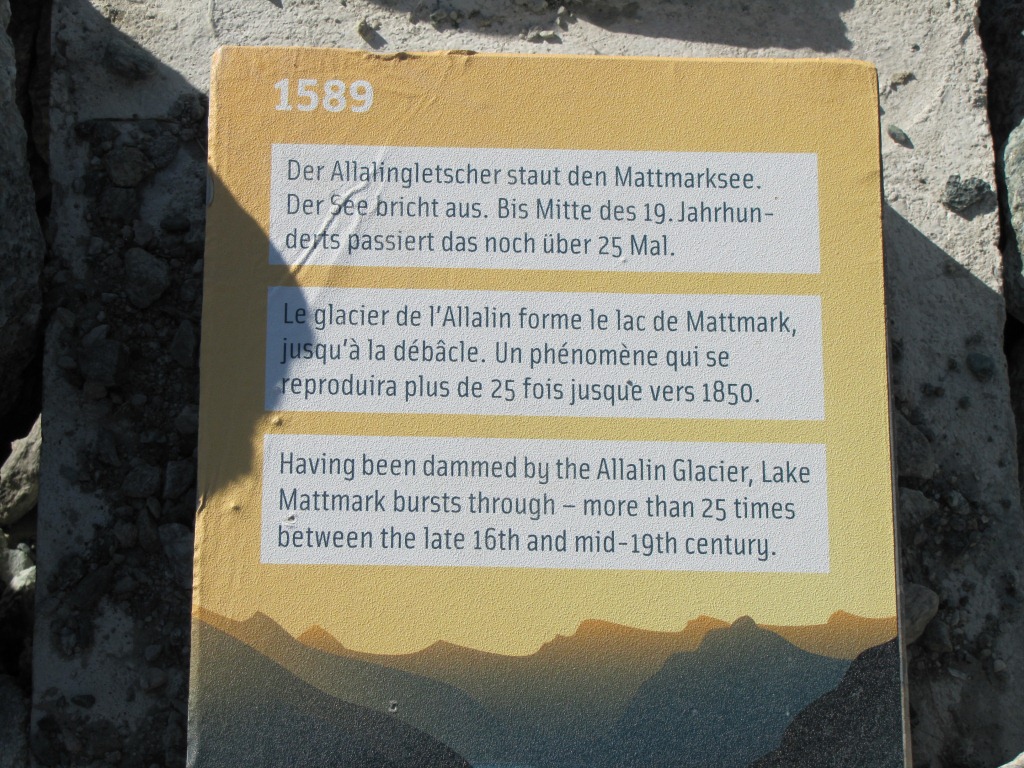 1589
Der Allalingletscher staut den Mattmarksee.
Der See bricht aus. Bis Mitte des 19. Jahrhun-
derts passiert das noch über 25 Mal.
Le glacier de l'Allalin forme le lac de Mattmark,
jusqu'à la débâcle. Un phénomène qui se
reproduira plus de 25 fois jusque vers 1850.
Having been dammed by the Allalin Glacier, Lake
Mattmark bursts through – more than 25 times
between the late 16th and mid-19th century.